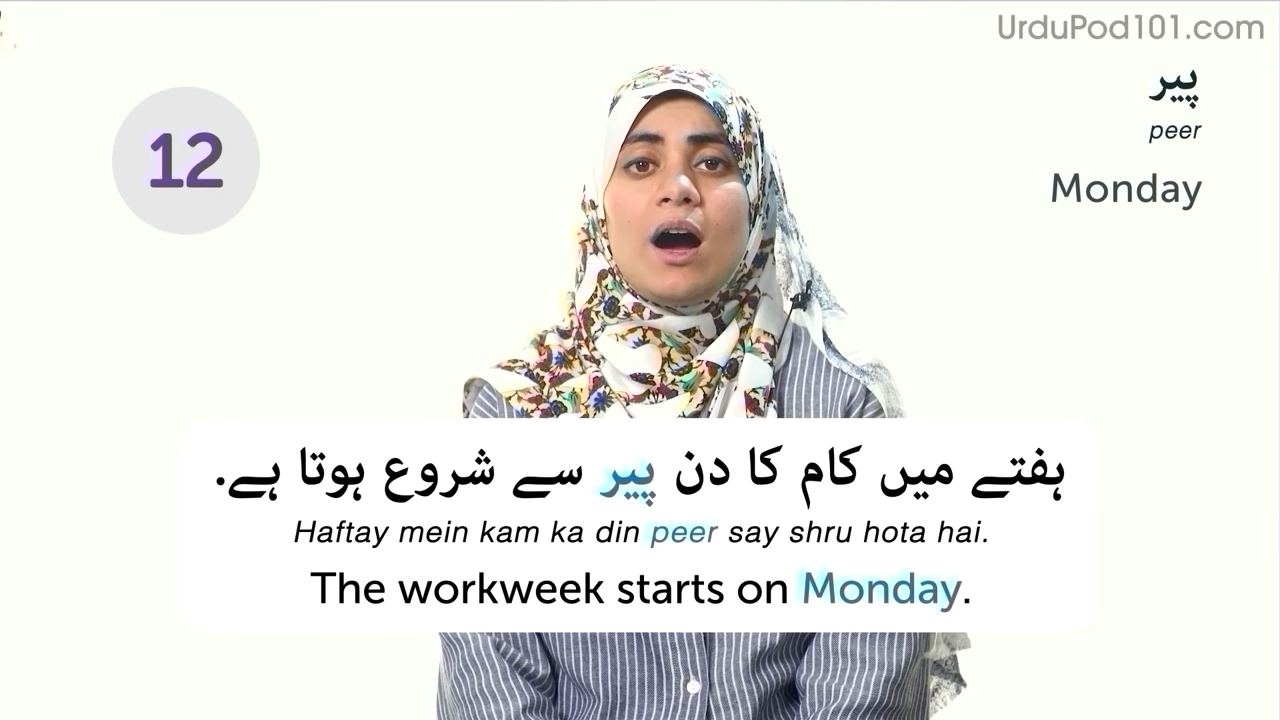 UrduPod101.com
12
پیر
peer
Monday
ہفتے میں کام کا دن پیر سے شروع ہوتا ہے.
Haftay mein kam ka din peer say shru hota hai.
The workweek starts on Monday.